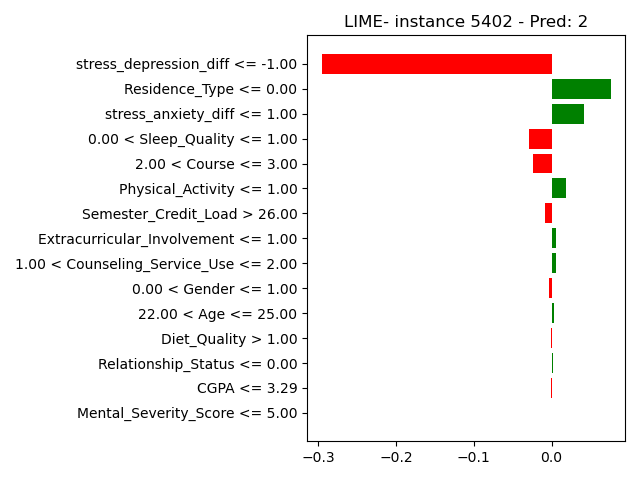 LIME- instance 5402 - Pred: 2
stress_depression_diff <= -1.00
Residence_Type <= 0.00
stress_anxiety_diff <= 1.00
0.00 < Sleep_Quality <= 1.00
2.00 < Course <= 3.00
Physical_Activity <= 1.00
Semester_Credit_Load > 26.00
Extracurricular_Involvement <= 1.00
1.00 < Counseling_Service_Use <= 2.00
0.00 < Gender <= 1.00
22.00 < Age <= 25.00
Diet_Quality > 1.00
Relationship_Status <= 0.00
CGPA <= 3.29
Mental_Severity_Score <= 5.00
−0.3 −0.2 −0.1 0.0